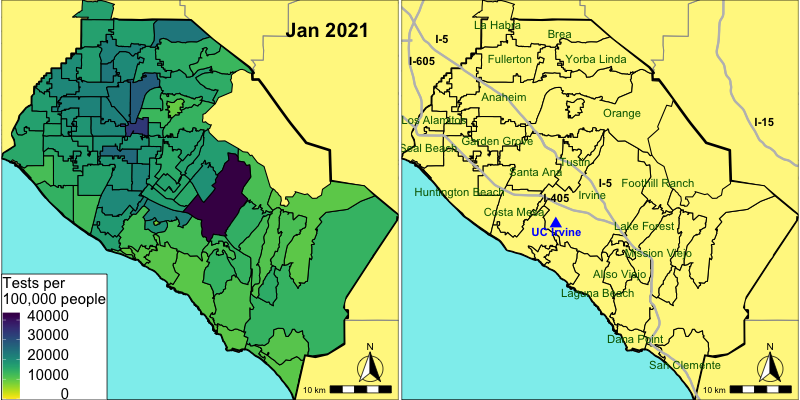 Jan 2021
Tests per
100,000 people
40000
30000
20000
10000
0
N
10 km
La Habra
Brea
I-5
Fullerton
Yorba Linda
I-605
Anaheim
Orange
Los Alamitos
I-15
Garden Grove
Seal Beach
Tustin
Santa Ana
I-5
Foothill Ranch
Huntington Beach
I-405
Irvine
Costa Mesa
UC Irvine
Lake Forest
Mission Viejo
Aliso Viejo
Laguna Beach
Dana Point
San Clemente
N
10 km